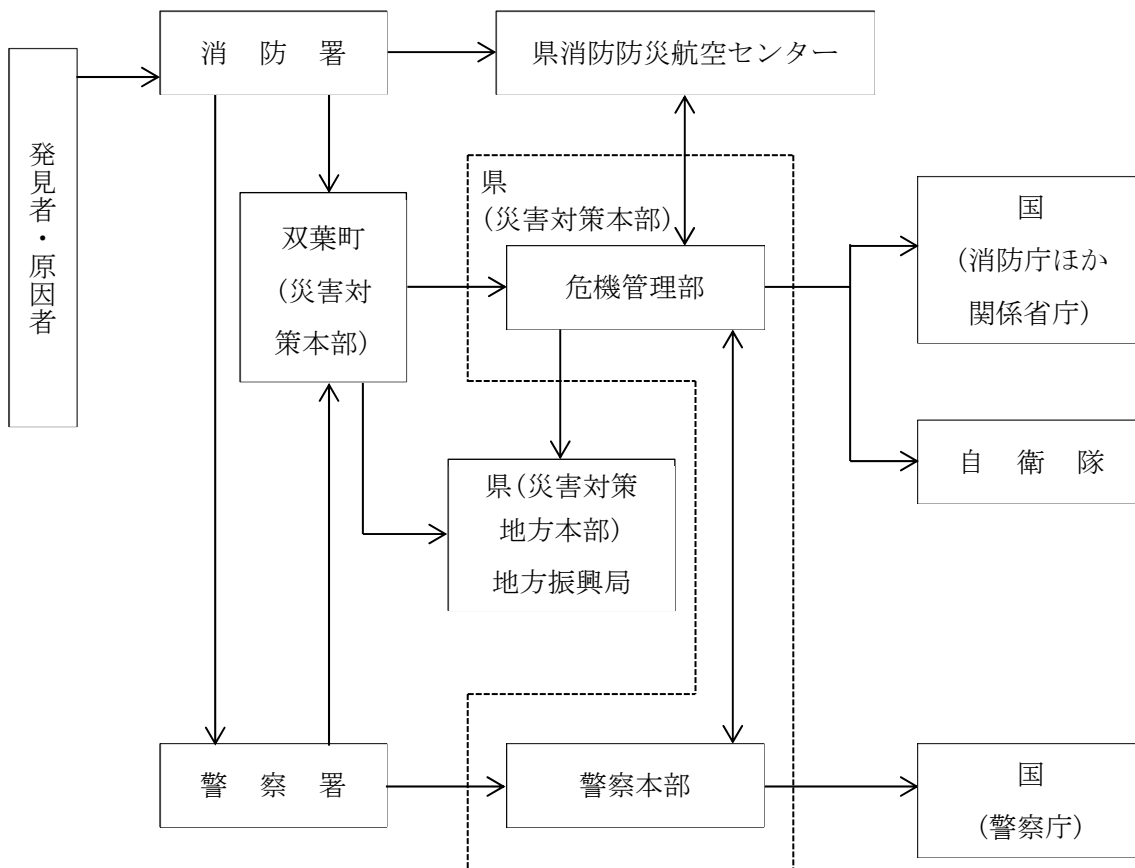 消 防 署
県消防防災航空センター
発見者・原因者
県
(災害対策本部)
双葉町
(災害対
策本部)
危機管理部
国
(消防庁ほか
関係省庁)
自 衛 隊
県(災害対策
地方本部)
地方振興局
警 察 署
警察本部
国
(警察庁)